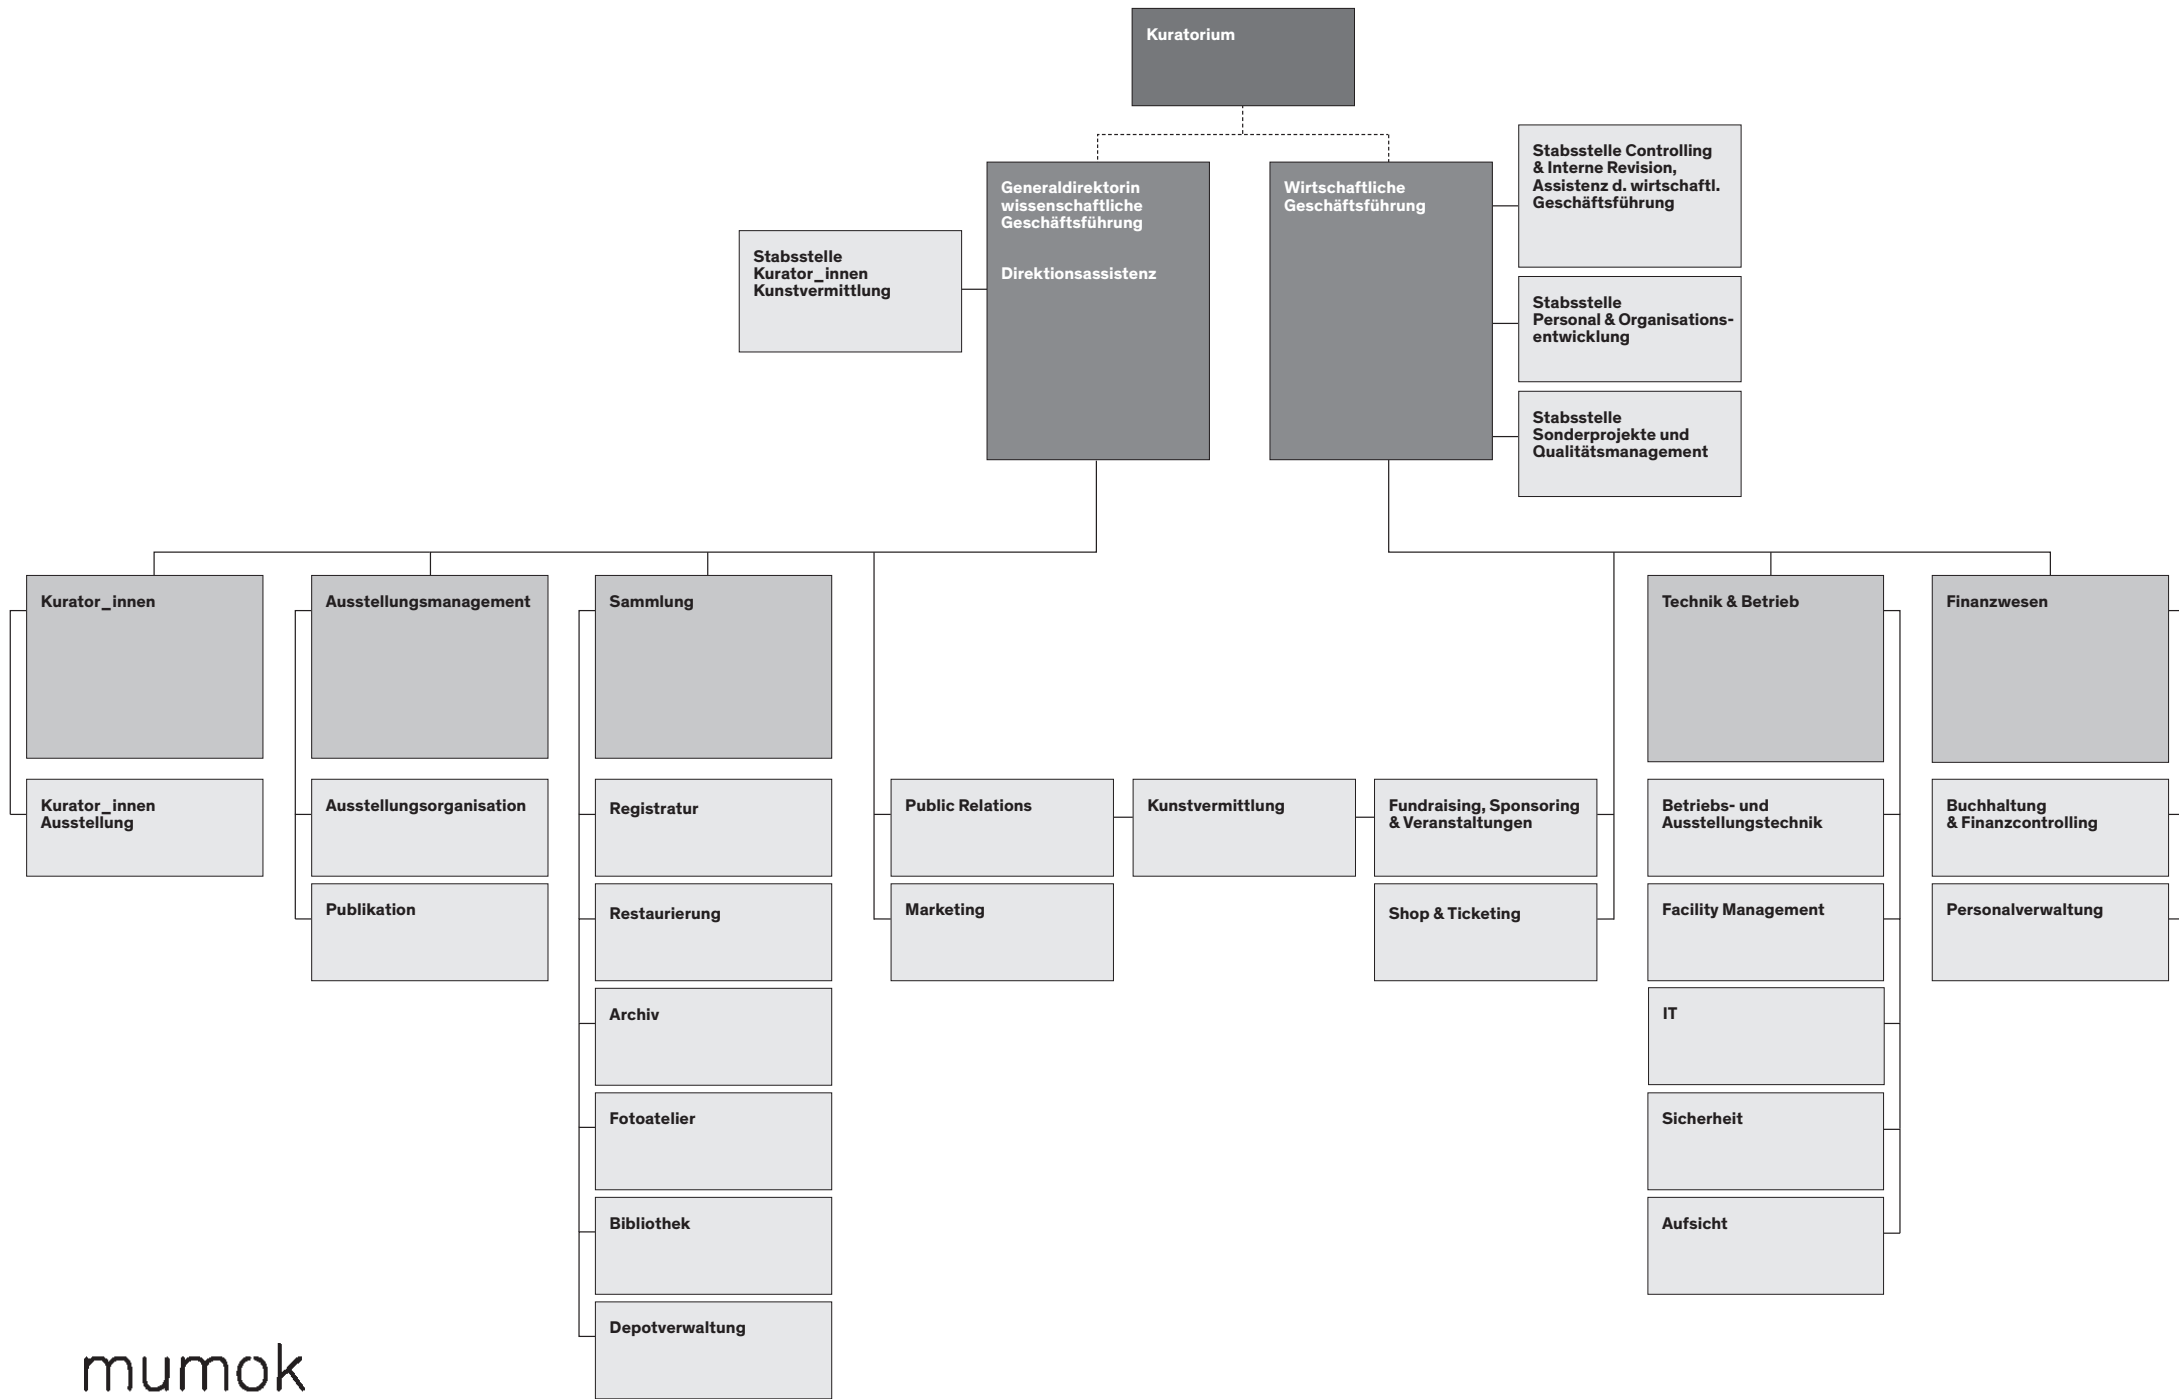 Kuratorium
Generaldirektorin
wissenschaftliche
Geschäftsführung
Direktionsassistenz
Wirtschaftliche
Geschäftsführung
Stabsstelle Controlling
& Interne Revision,
Assistenz d. wirtschaftl.
Geschäftsführung
Stabsstelle
Kurator_innen
Kunstvermittlung
Stabsstelle
Personal & Organisations-
entwicklung
Stabsstelle
Sonderprojekte und
Qualitätsmanagement
Kurator_innen
Ausstellungsmanagement
Sammlung
Technik & Betrieb
Finanzwesen
Kurator_innen
Ausstellung
Ausstellungsorganisation
Registratur
Public Relations
Kunstvermittlung
Fundraising, Sponsoring
& Veranstaltungen
Betriebs- und
Ausstellungstechnik
Buchhaltung
& Finanzcontrolling
Publikation
Restaurierung
Marketing
Shop & Ticketing
Facility Management
Personalverwaltung
Archiv
IT
Fotoatelier
Sicherheit
Bibliothek
Aufsicht
Depotverwaltung
mumok